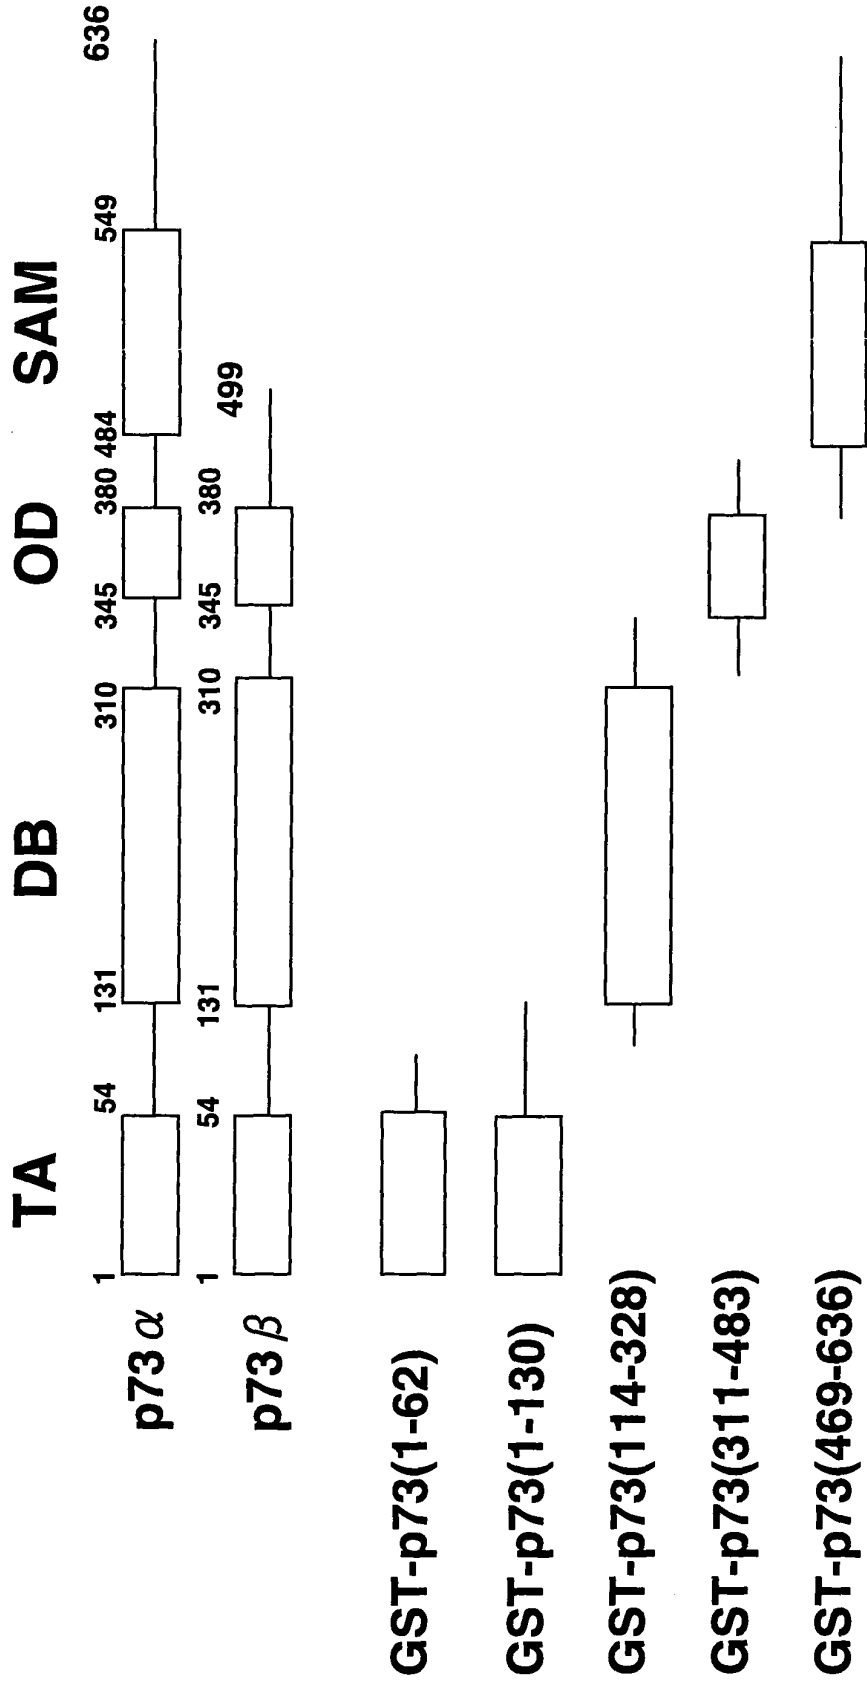 TA DB OD SAM
1 54 131 310 345 380 484 549 636
p73 α
1 54 131 310 345 380 499
p73 β
GST-p73(1-62)
GST-p73(1-130)
GST-p73(114-328)
GST-p73(311-483)
GST-p73(469-636)